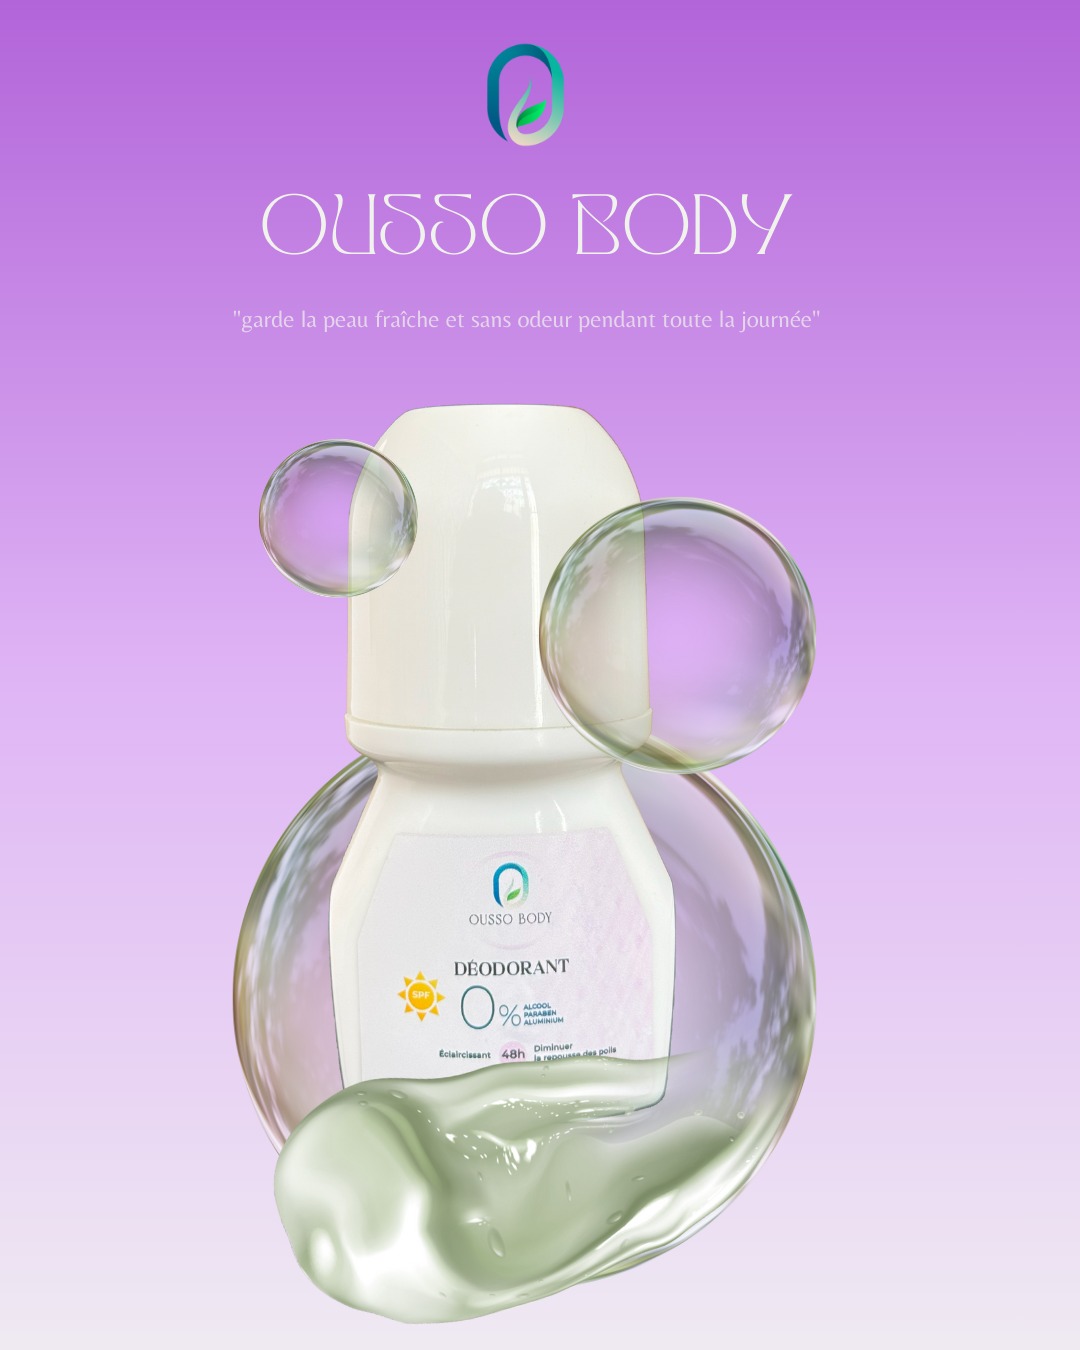 OUSSO BODY
"garde la peau fraîche et sans odeur pendant toute la journée"
OUSSO BODY
DÉODORANT
SPF
0%
ALCOOL
PARABEN
ALUMINIUM
Éclaircissant
48h
Diminuer
la repousse des poils